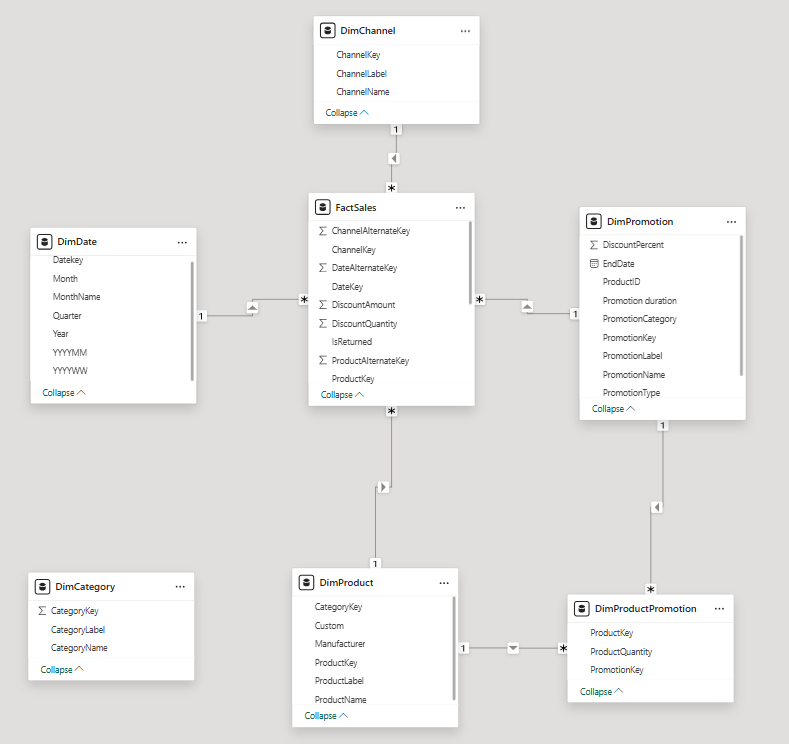 DimChannel
ChannelKey
ChannelLabel
ChannelName
Collapse
1
*
FactSales
ChannelAlternateKey
ChannelKey
DateAlternateKey
DateKey
DiscountAmount
DiscountQuantity
IsReturned
ProductAlternateKey
ProductKey
Collapse
DimDate
Datekey
Month
MonthName
Quarter
Year
YYYYMM
YYYYWW
Collapse
1
*
*
1
DimPromotion
DiscountPercent
EndDate
ProductID
Promotion duration
PromotionCategory
PromotionKey
PromotionLabel
PromotionName
PromotionType
Collapse
*
1
1
*
DimCategory
CategoryKey
CategoryLabel
CategoryName
Collapse
DimProduct
CategoryKey
Custom
Manufacturer
ProductKey
ProductLabel
ProductName
Collapse
1
*
DimProductPromotion
ProductKey
ProductQuantity
PromotionKey
Collapse